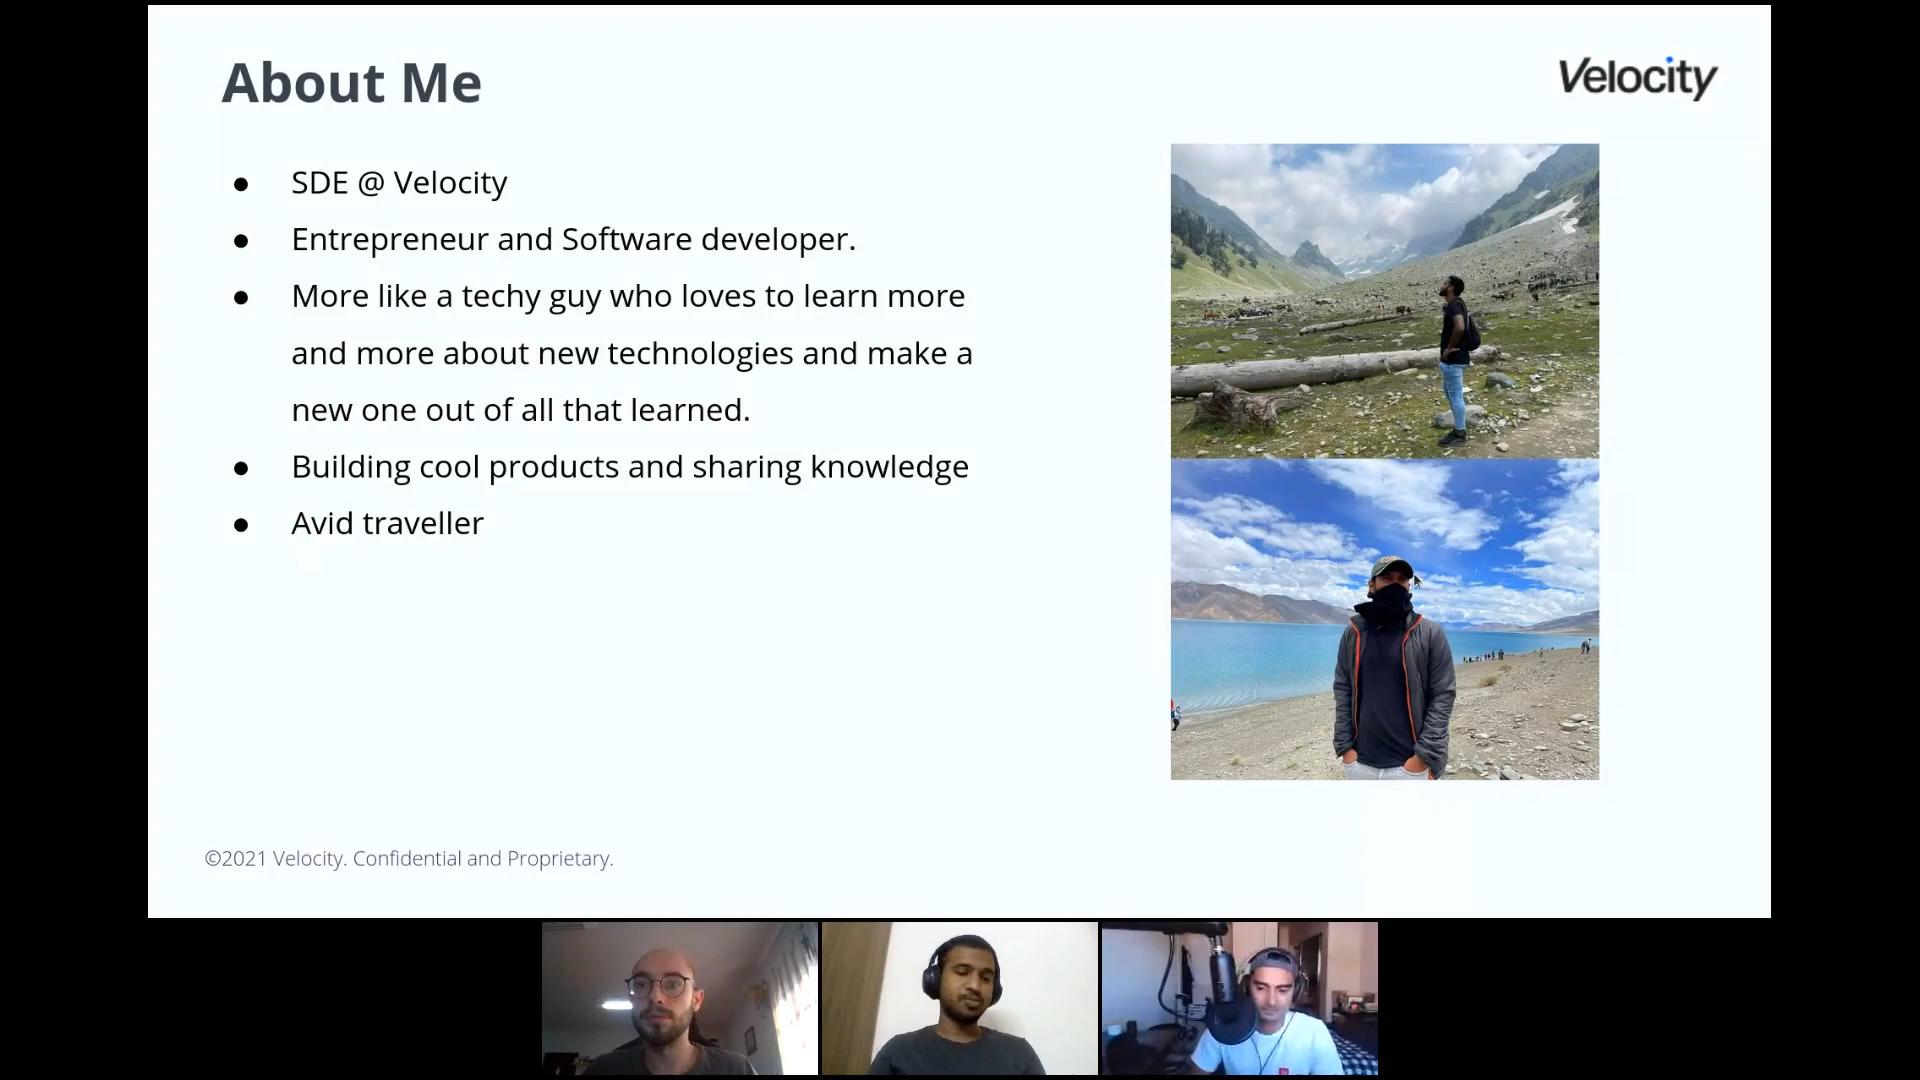 About Me
Velocity
● SDE @ Velocity
● Entrepreneur and Software developer.
● More like a techy guy who loves to learn more
and more about new technologies and make a
new one out of all that learned.
● Building cool products and sharing knowledge
● Avid traveller
©2021 Velocity. Confidential and Proprietary.